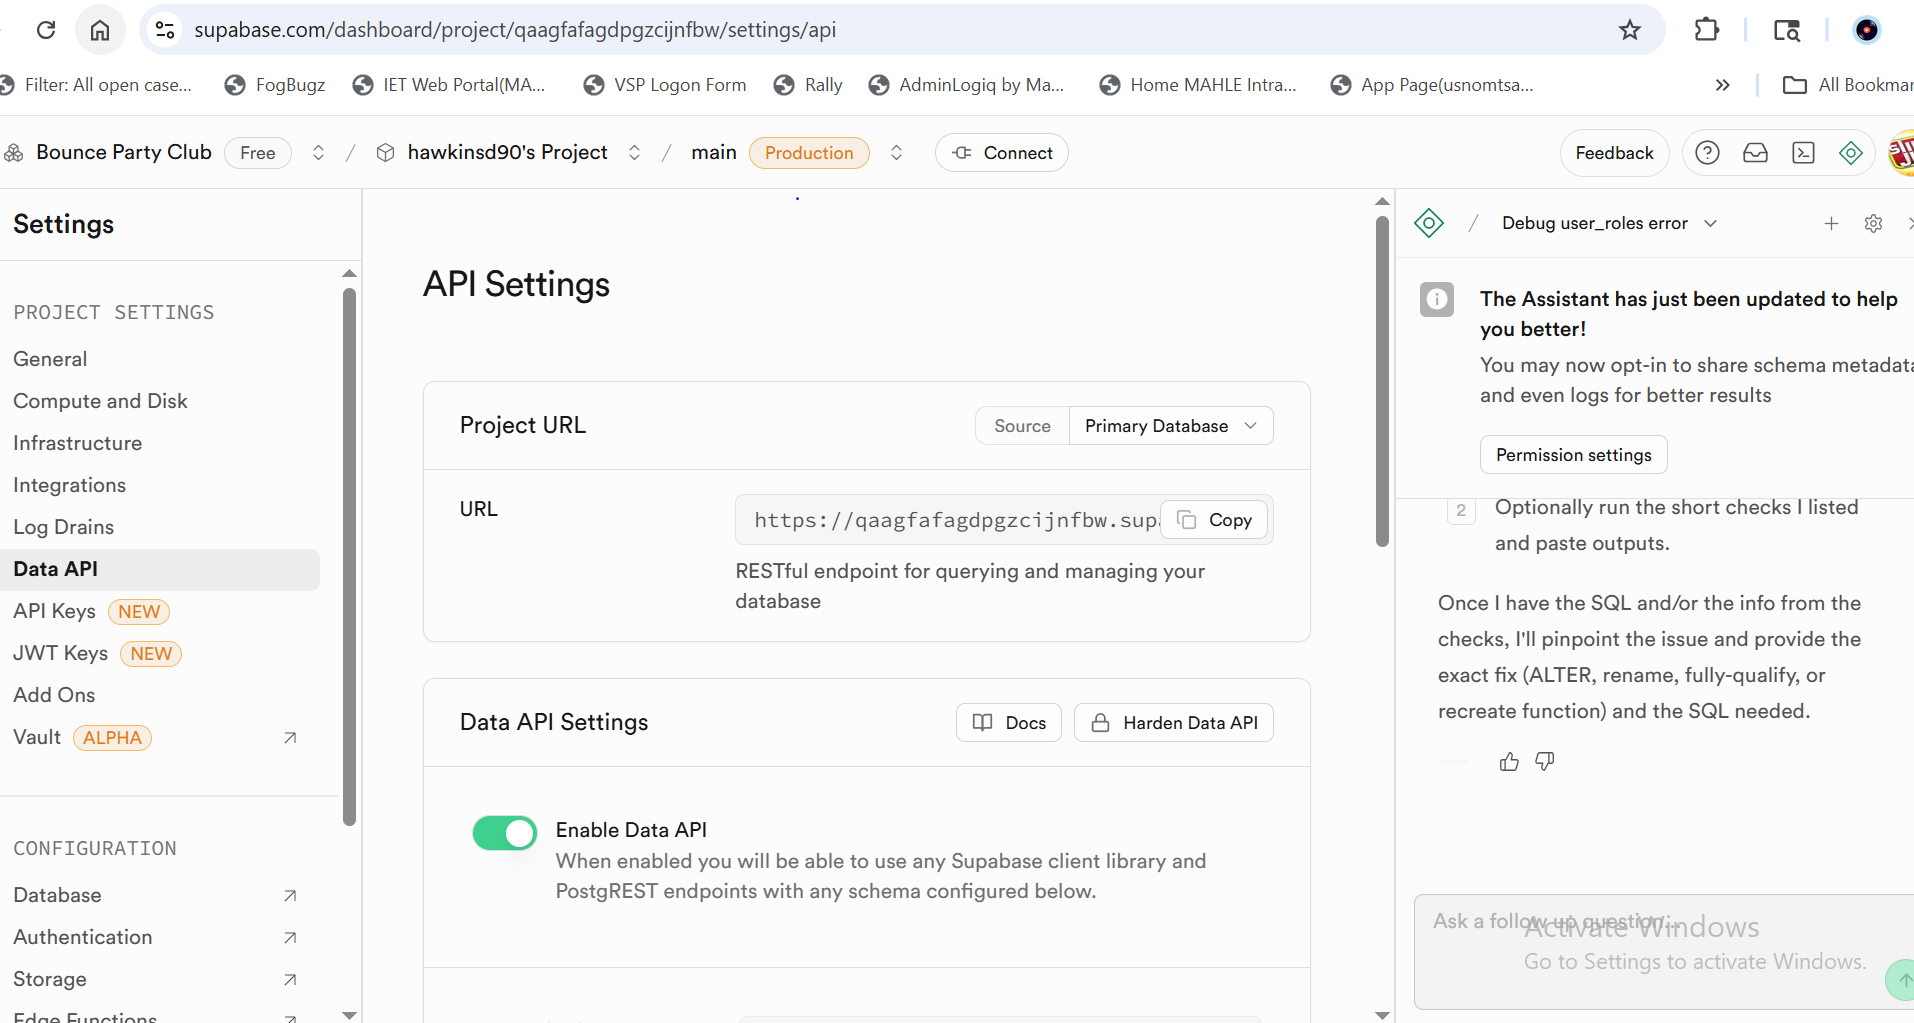 supabase.com/dashboard/project/qaagfafagdpgzcijnfbw/settings/api
Filter: All open case...
FogBugz
IET Web Portal(MA...
VSP Logon Form
Rally
AdminLogiq by Ma...
Home MAHLE Intra...
App Page(usnomtsa...
»
All Bookmar
Bounce Party Club
Free
/
hawkinsd90's Project
/
main
Production
Connect
Feedback
Settings
PROJECT SETTINGS
General
Compute and Disk
Infrastructure
Integrations
Log Drains
Data API
API Keys NEW
JWT Keys NEW
Add Ons
Vault ALPHA
CONFIGURATION
Database
Authentication
Storage
Edge Functions
API Settings
Project URL
Source
Primary Database
URL
https://qaagfafagdpgzcijnfbw.supa
Copy
RESTful endpoint for querying and managing your
database
Data API Settings
Docs
Harden Data API
Enable Data API
When enabled you will be able to use any Supabase client library and
PostgREST endpoints with any schema configured below.
/
Debug user_roles error
The Assistant has just been updated to help
you better!
You may now opt-in to share schema metadata
and even logs for better results
Permission settings
2
Optionally run the short checks I listed
and paste outputs.
Once I have the SQL and/or the info from the
checks, I'll pinpoint the issue and provide the
exact fix (ALTER, rename, fully-qualify, or
recreate function) and the SQL needed.
Ask a follow up question...
Activate Windows
Go to Settings to activate Windows.